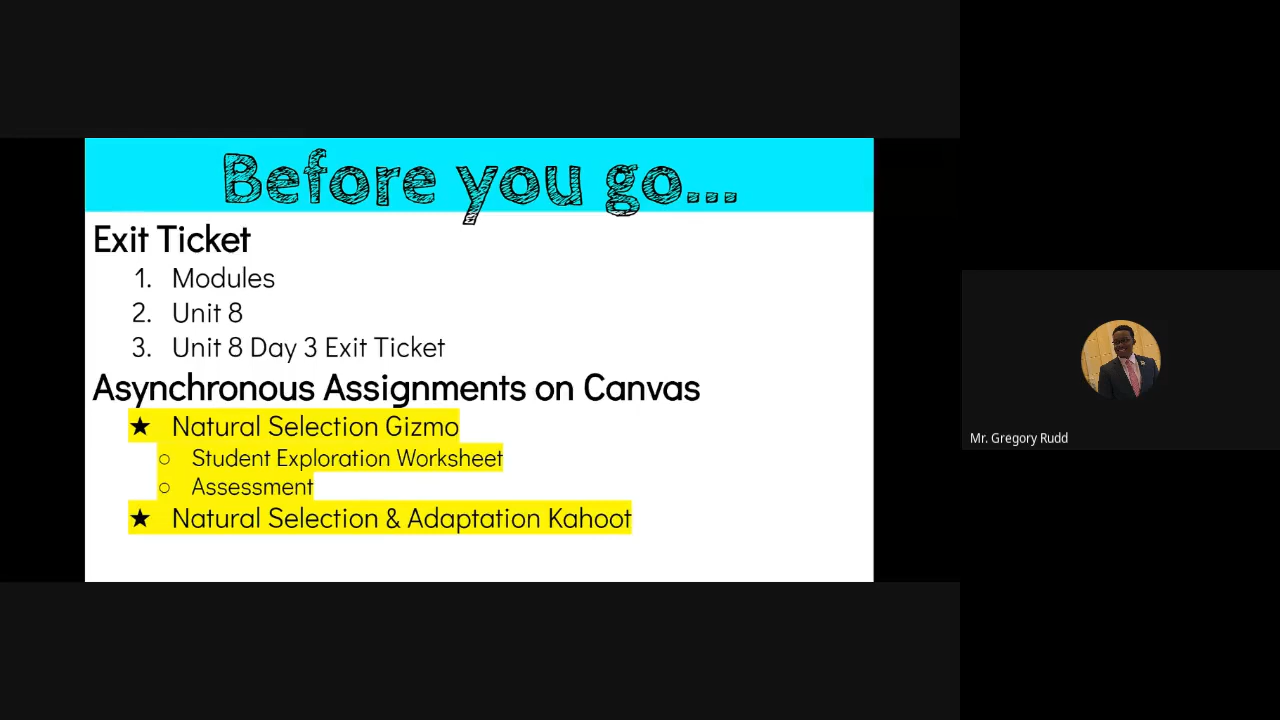 Before you go...
Exit Ticket
1. Modules
2. Unit 8
3. Unit 8 Day 3 Exit Ticket
Asynchronous Assignments on Canvas
★ Natural Selection Gizmo
○ Student Exploration Worksheet
○ Assessment
★ Natural Selection & Adaptation Kahoot
Mr. Gregory Rudd